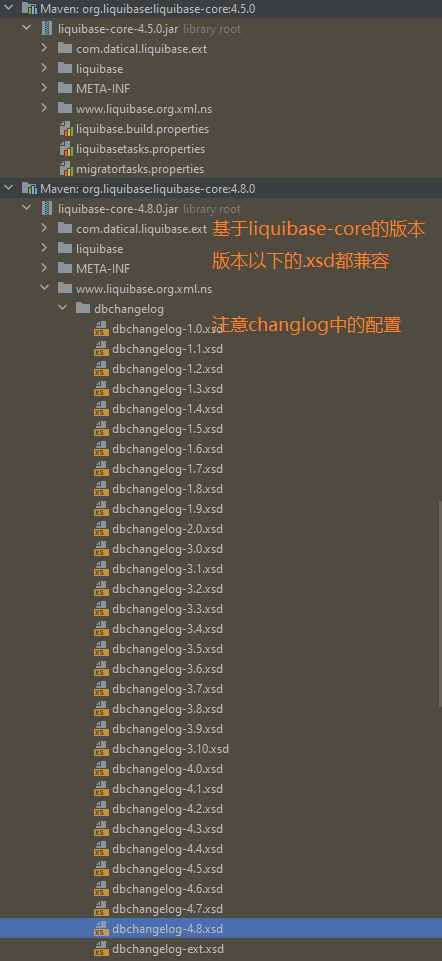 Maven: org.liquibase:liquibase-core:4.5.0
liquibase-core-4.5.0.jar library root
com.datical.liquibase.ext
liquibase
META-INF
www.liquibase.org.xml.ns
liquibase.build.properties
liquibasetasks.properties
migratortasks.properties
Maven: org.liquibase:liquibase-core:4.8.0
liquibase-core-4.8.0.jar library root
com.datical.liquibase.ext 基于liquibase-core的版本
liquibase
版本以下的.xsd都兼容
META-INF
www.liquibase.org.xml.ns
dbchangelog
注意changlog中的配置
dbchangelog-1.0.xsd
dbchangelog-1.1.xsd
dbchangelog-1.2.xsd
dbchangelog-1.3.xsd
dbchangelog-1.4.xsd
dbchangelog-1.5.xsd
dbchangelog-1.6.xsd
dbchangelog-1.7.xsd
dbchangelog-1.8.xsd
dbchangelog-1.9.xsd
dbchangelog-2.0.xsd
dbchangelog-3.0.xsd
dbchangelog-3.1.xsd
dbchangelog-3.2.xsd
dbchangelog-3.3.xsd
dbchangelog-3.4.xsd
dbchangelog-3.5.xsd
dbchangelog-3.6.xsd
dbchangelog-3.7.xsd
dbchangelog-3.8.xsd
dbchangelog-3.9.xsd
dbchangelog-3.10.xsd
dbchangelog-4.0.xsd
dbchangelog-4.1.xsd
dbchangelog-4.2.xsd
dbchangelog-4.3.xsd
dbchangelog-4.4.xsd
dbchangelog-4.5.xsd
dbchangelog-4.6.xsd
dbchangelog-4.7.xsd
dbchangelog-4.8.xsd
dbchangelog-ext.xsd